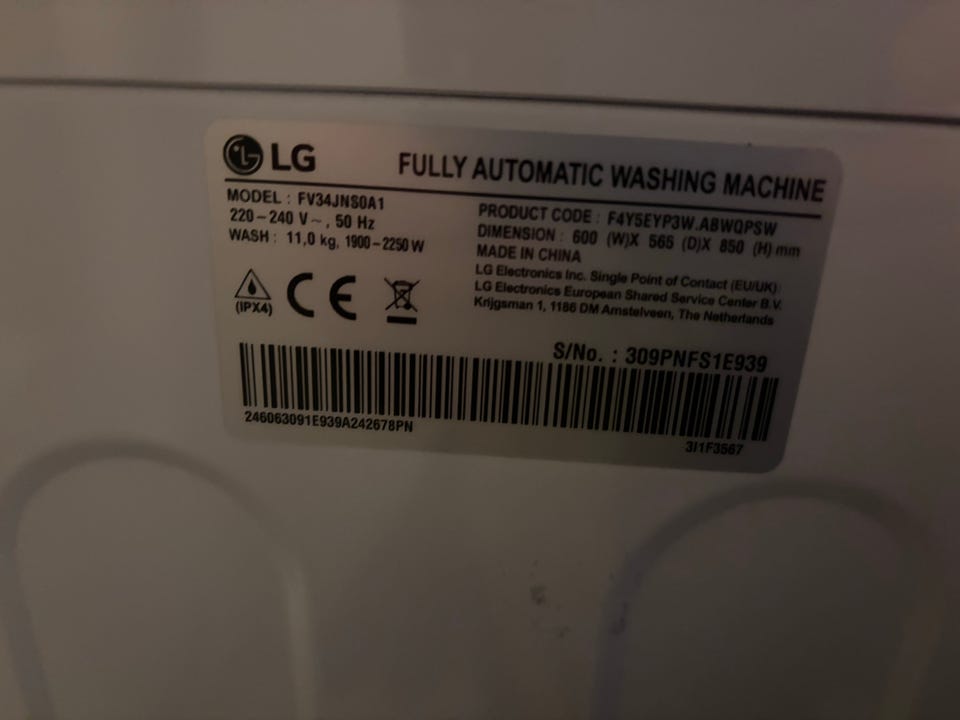 LG FULLY AUTOMATIC WASHING MACHINE
MODEL : FV34JNS0A1
220-240 V~, 50 Hz
WASH : 11,0 kg, 1900-2250 W
PRODUCT CODE : F4Y5EYP3W.ABWQPSW
DIMENSION : 600 (W)X 565 (D)X 850 (H) mm
MADE IN CHINA
LG Electronics Inc. Single Point of Contact (EU/UK):
LG Electronics European Shared Service Center B.V.
Krijgsman 1, 1186 DM Amstelveen, The Netherlands
(IPX4)
CE
S/No. : 309PNFS1E939
246063091E939A242678PN
3I1F3567